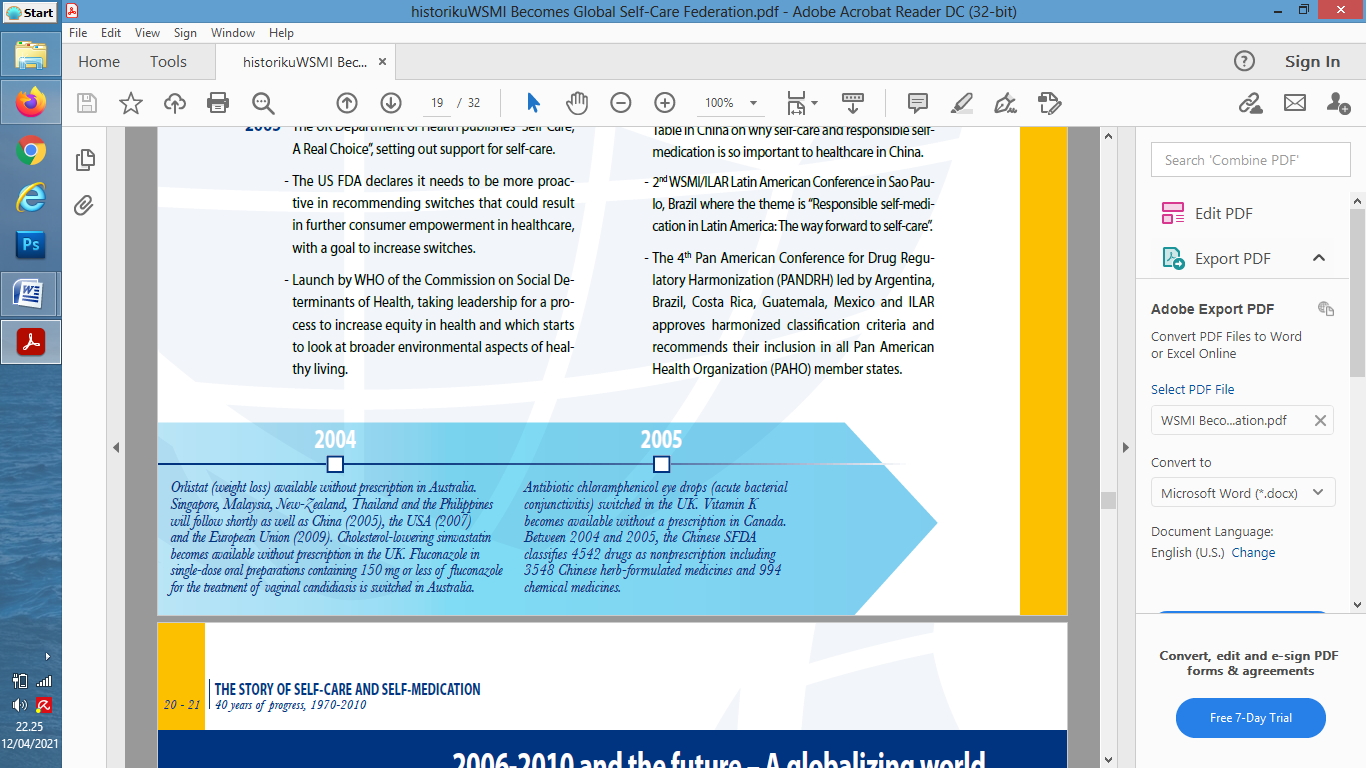 Start
historikuWSMI Becomes Global Self-Care Federation.pdf - Adobe Acrobat Reader DC (32-bit)
File Edit View Sign Window Help
Home Tools historikuWSMI Bec... Sign In
19 / 32 100%
2005 The UK Department of Health publishes "Self Care,
A Real Choice", setting out support for self-care.
- The US FDA declares it needs to be more proac-
tive in recommending switches that could result
in further consumer empowerment in healthcare,
with a goal to increase switches.
- Launch by WHO of the Commission on Social De-
terminants of Health, taking leadership for a pro-
cess to increase equity in health and which starts
to look at broader environmental aspects of heal-
thy living.
Table in China on why self-care and responsible self-
medication is so important to healthcare in China.
- 2nd WSMI/ILAR Latin American Conference in Sao Pau-
lo, Brazil where the theme is "Responsible self-medi-
cation in Latin America: The way forward to self-care".
- The 4th Pan American Conference for Drug Regu-
latory Harmonization (PANDRH) led by Argentina,
Brazil, Costa Rica, Guatemala, Mexico and ILAR
approves harmonized classification criteria and
recommends their inclusion in all Pan American
Health Organization (PAHO) member states.
2004
Orlistat (weight loss) available without prescription in Australia.
Singapore, Malaysia, New-Zealand, Thailand and the Philippines
will follow shortly as well as China (2005), the USA (2007)
and the European Union (2009). Cholesterol-lowering simvastatin
becomes available without prescription in the UK. Fluconazole in
single-dose oral preparations containing 150 mg or less of fluconazole
for the treatment of vaginal candidiasis is switched in Australia.
2005
Antibiotic chloramphenicol eye drops (acute bacterial
conjunctivitis) switched in the UK. Vitamin K
becomes available without a prescription in Canada.
Between 2004 and 2005, the Chinese SFDA
classifies 4542 drugs as nonprescription including
3548 Chinese herb-formulated medicines and 994
chemical medicines.
20 - 21
THE STORY OF SELF-CARE AND SELF-MEDICATION
40 years of progress, 1970-2010
2006-2010 and the future – A globalizing world
Search 'Combine PDF'
Edit PDF
Export PDF
Adobe Export PDF
Convert PDF Files to Word
or Excel Online
Select PDF File
WSMI Beco...ation.pdf
Convert to
Microsoft Word (*.docx)
Document Language:
English (U.S.) Change
Convert, edit and e-sign PDF
forms & agreements
Free 7-Day Trial
Ps
22.25
12/04/2021